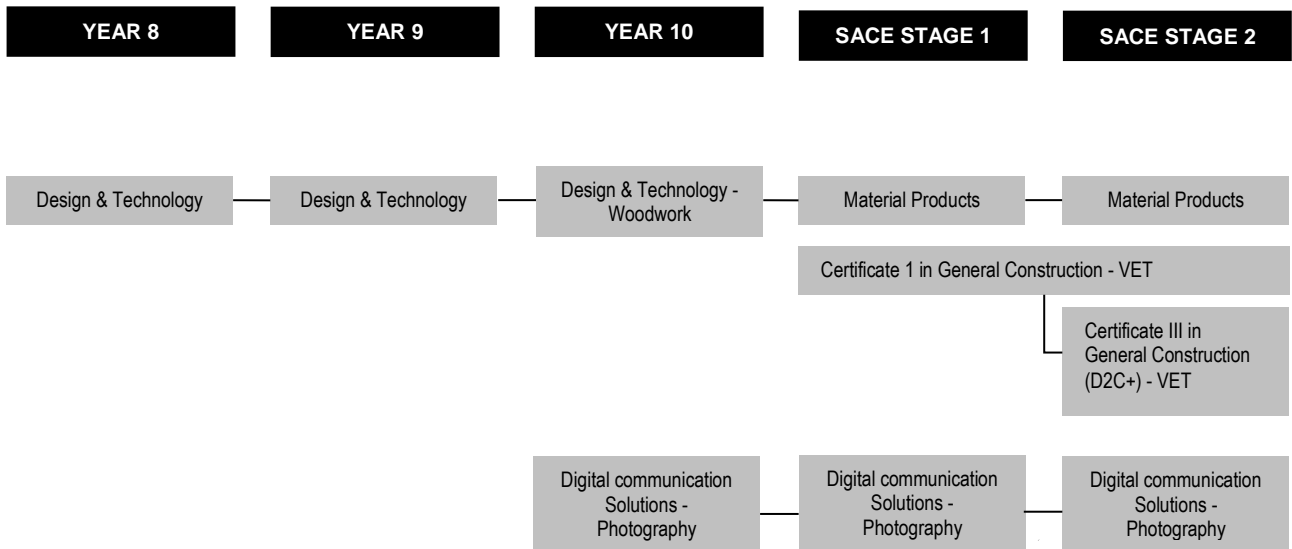 YEAR 8
YEAR 9
YEAR 10
SACE STAGE 1
SACE STAGE 2
Design & Technology
Design & Technology
Design & Technology -
Woodwork
Material Products
Material Products
Certificate 1 in General Construction - VET
Certificate III in
General Construction
(D2C+) - VET
Digital communication
Solutions -
Photography
Digital communication
Solutions -
Photography
Digital communication
Solutions -
Photography